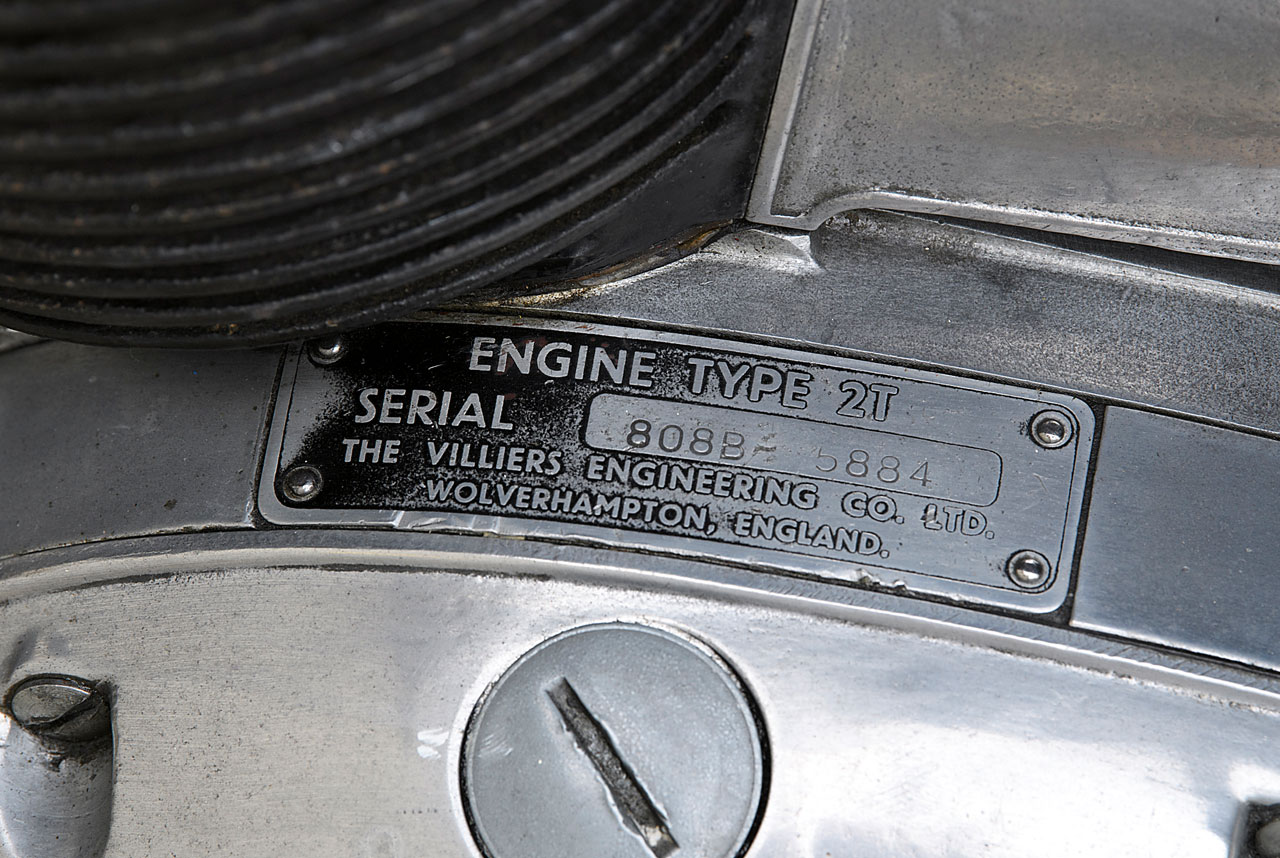 ENGINE TYPE 2T
SERIAL 808B 5884
THE VILLIERS ENGINEERING CO. LTD.
WOLVERHAMPTON, ENGLAND.